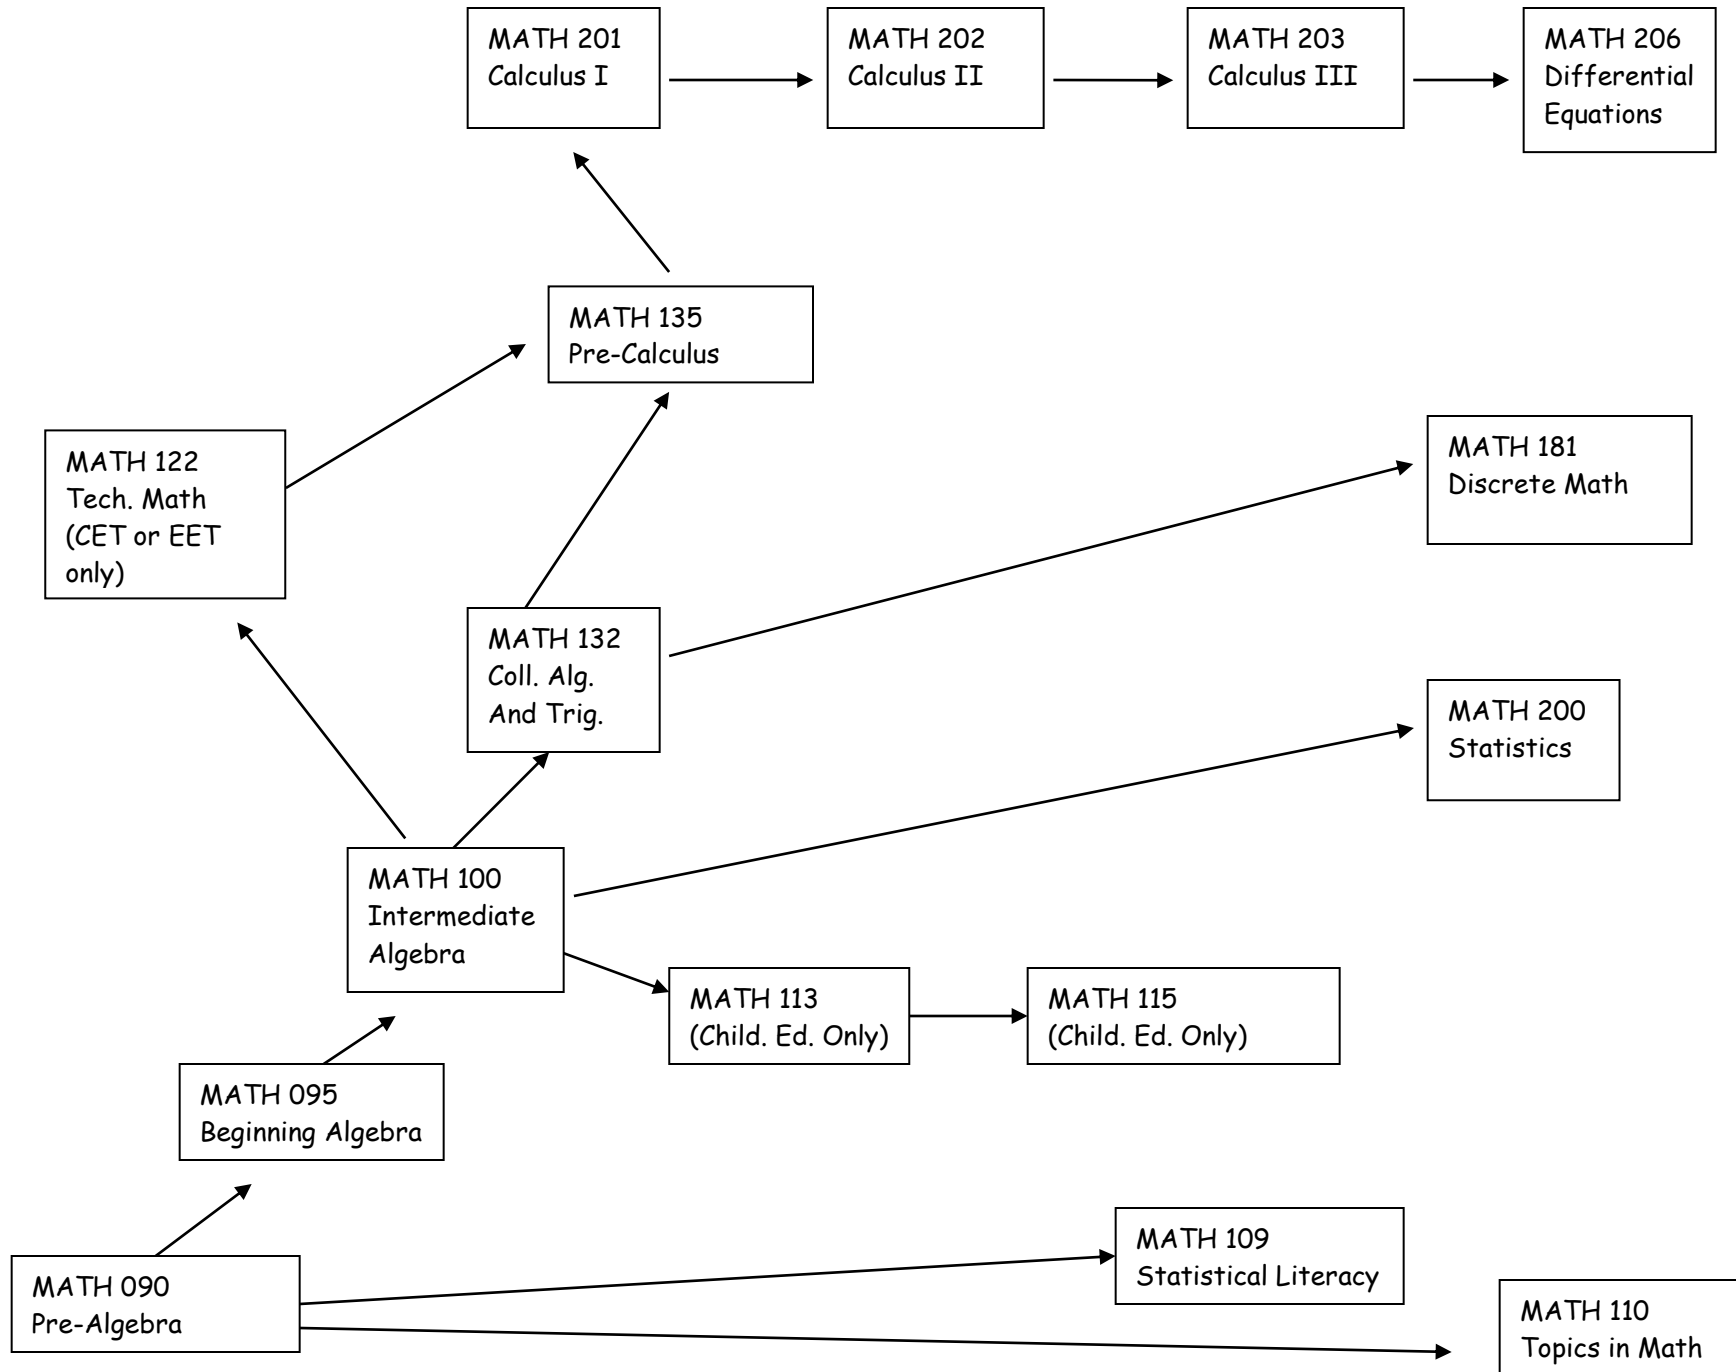 MATH 201
Calculus I
MATH 202
Calculus II
MATH 203
Calculus III
MATH 206
Differential
Equations
MATH 135
Pre-Calculus
MATH 122
Tech. Math
(CET or EET
only)
MATH 181
Discrete Math
MATH 132
Coll. Alg.
And Trig.
MATH 200
Statistics
MATH 100
Intermediate
Algebra
MATH 113
(Child. Ed. Only)
MATH 115
(Child. Ed. Only)
MATH 095
Beginning Algebra
MATH 109
Statistical Literacy
MATH 090
Pre-Algebra
MATH 110
Topics in Math